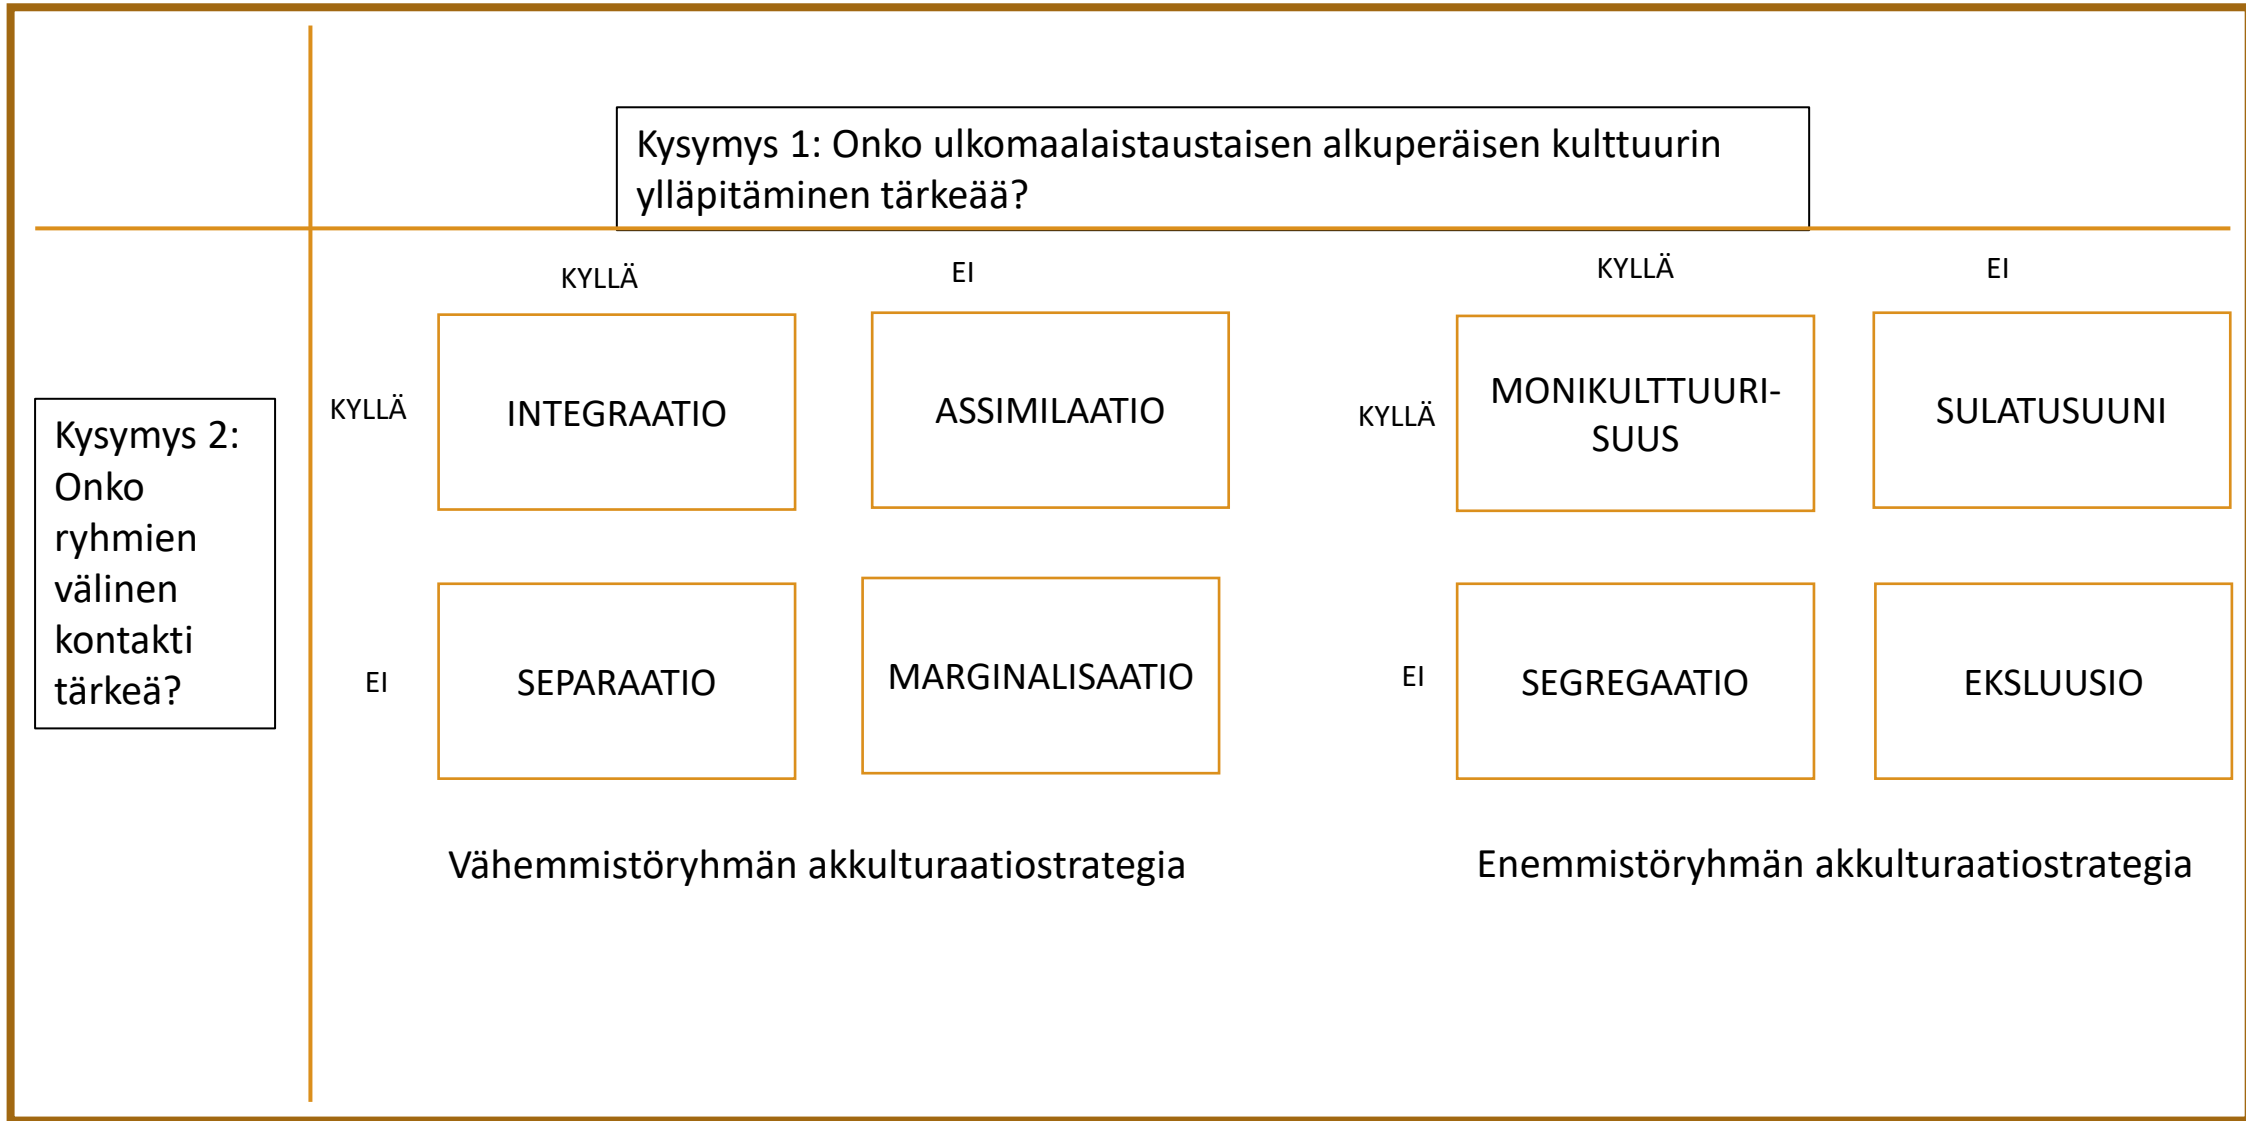 Kysymys 1: Onko ulkomaalaistaustaisen alkuperäisen kulttuurin
ylläpitäminen tärkeää?
KYLLÄ
EI
KYLLÄ
EI
Kysymys 2:
Onko
ryhmien
välinen
kontakti
tärkeä?
KYLLÄ
INTEGRAATIO
ASSIMILAATIO
KYLLÄ
MONIKULTTUURI-
SUUS
SULATUSUUNI
EI
SEPARAATIO
MARGINALISAATIO
EI
SEGREGAATIO
EKSLUUSIO
Vähemmistöryhmän akkulturaatiostrategia
Enemmistöryhmän akkulturaatiostrategia